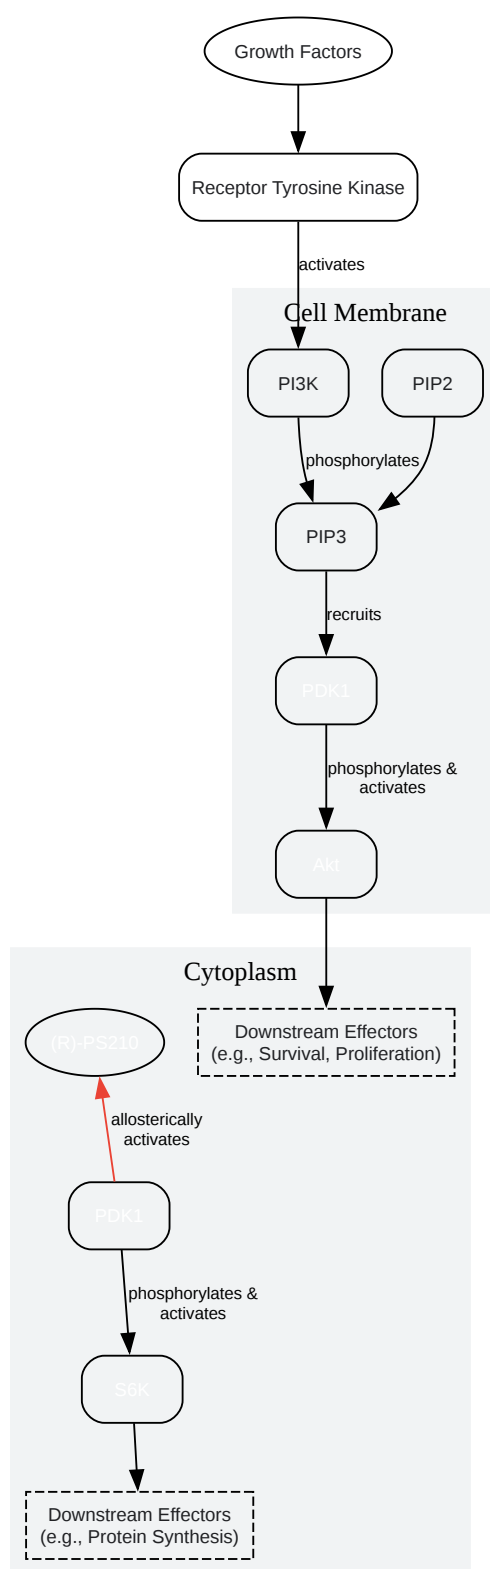 Growth Factors
Receptor Tyrosine Kinase
activates
Cell Membrane
PI3K
PIP2
phosphorylates
PIP3
recruits
PDK1
phosphorylates &
activates
Akt
Cytoplasm
(R)-PS210
Downstream Effectors
(e.g., Survival, Proliferation)
allosterically
activates
PDK1
phosphorylates &
activates
S6K
Downstream Effectors
(e.g., Protein Synthesis)